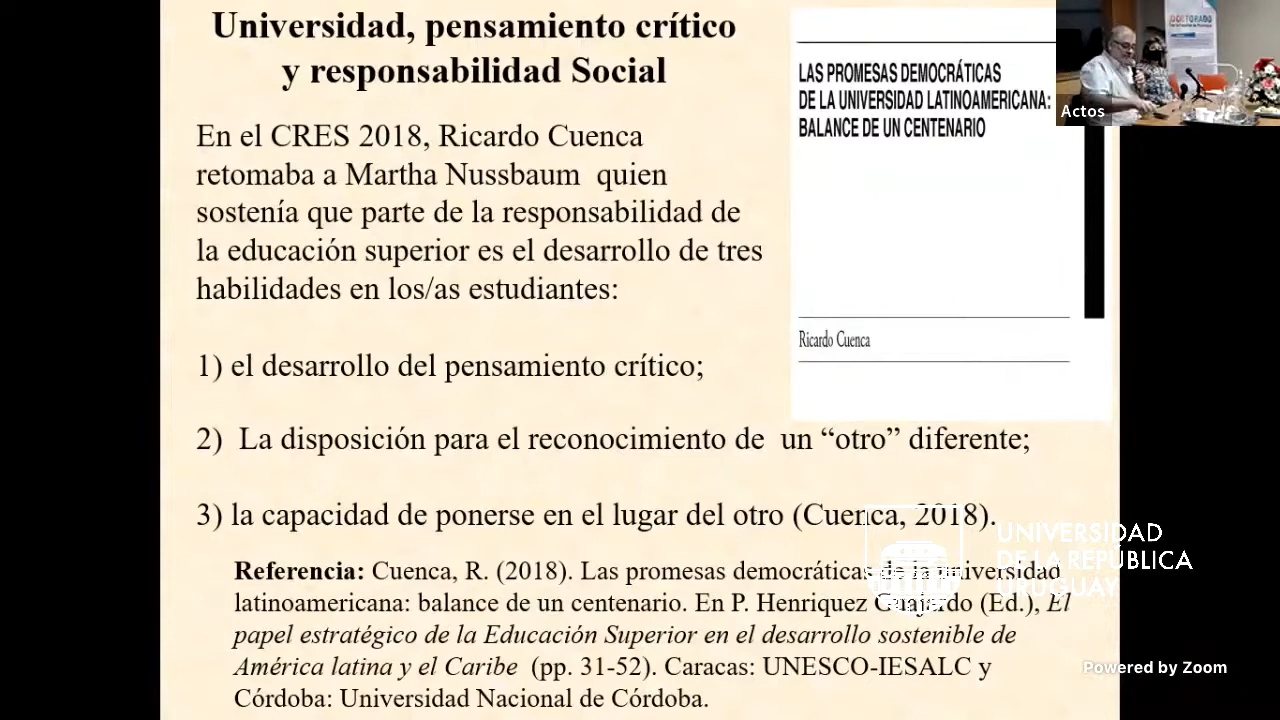 Universidad, pensamiento crítico
y responsabilidad Social
En el CRES 2018, Ricardo Cuenca
retomaba a Martha Nussbaum quien
sostenía que parte de la responsabilidad de
la educación superior es el desarrollo de tres
habilidades en los/as estudiantes:
1) el desarrollo del pensamiento crítico;
2) La disposición para el reconocimiento de un “otro” diferente;
3) la capacidad de ponerse en el lugar del otro (Cuenca, 2018).
Referencia: Cuenca, R. (2018). Las promesas democráticas de la universidad
latinoamericana: balance de un centenario. En P. Henriquez Guajardo (Ed.), El
papel estratégico de la Educación Superior en el desarrollo sostenible de
América latina y el Caribe (pp. 31-52). Caracas: UNESCO-IESALC y
Córdoba: Universidad Nacional de Córdoba.
LAS PROMESAS DEMOCRÁTICAS
DE LA UNIVERSIDAD LATINOAMERICANA:
BALANCE DE UN CENTENARIO
Ricardo Cuenca
DOCTORADO
Actos
UNIVERSIDAD
DE LA REPÚBLICA
URUGUAY
Powered by Zoom